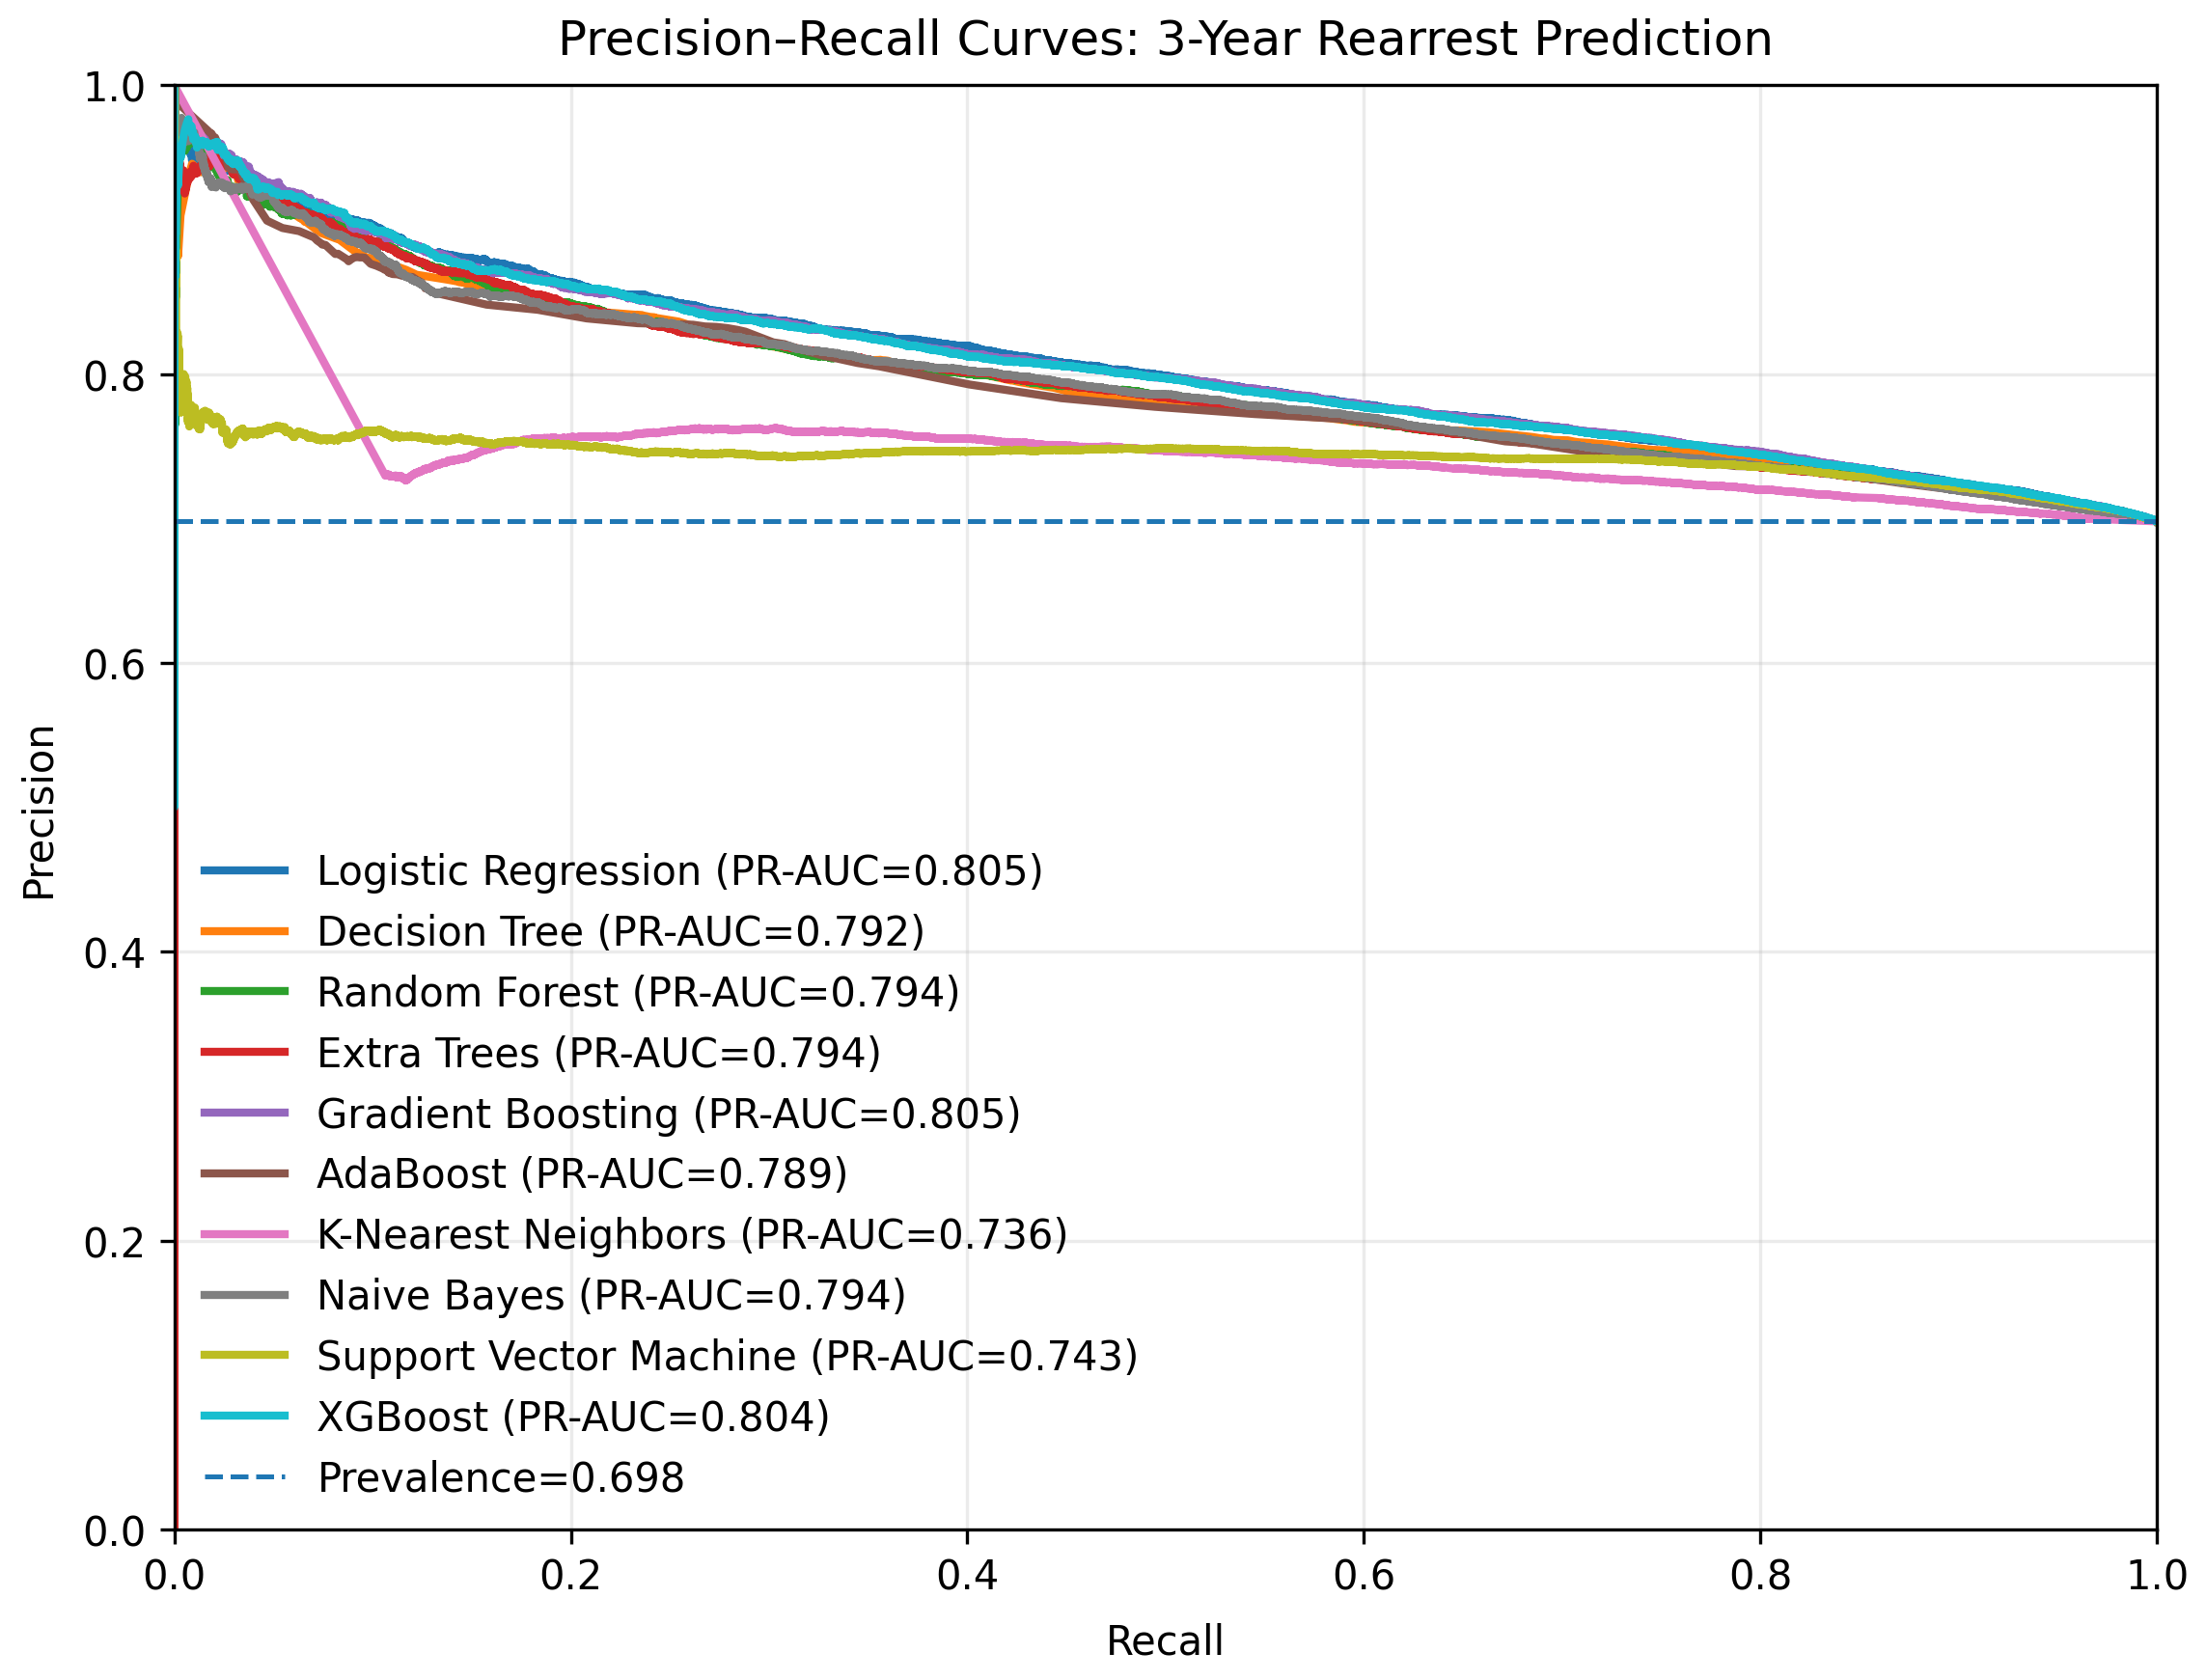 Precision–Recall Curves: 3-Year Rearrest Prediction
1.0
0.8
0.6
0.4
0.2
0.0
Precision
Logistic Regression (PR-AUC=0.805)
Decision Tree (PR-AUC=0.792)
Random Forest (PR-AUC=0.794)
Extra Trees (PR-AUC=0.794)
Gradient Boosting (PR-AUC=0.805)
AdaBoost (PR-AUC=0.789)
K-Nearest Neighbors (PR-AUC=0.736)
Naive Bayes (PR-AUC=0.794)
Support Vector Machine (PR-AUC=0.743)
XGBoost (PR-AUC=0.804)
Prevalence=0.698
0.0 0.2 0.4 0.6 0.8 1.0
Recall